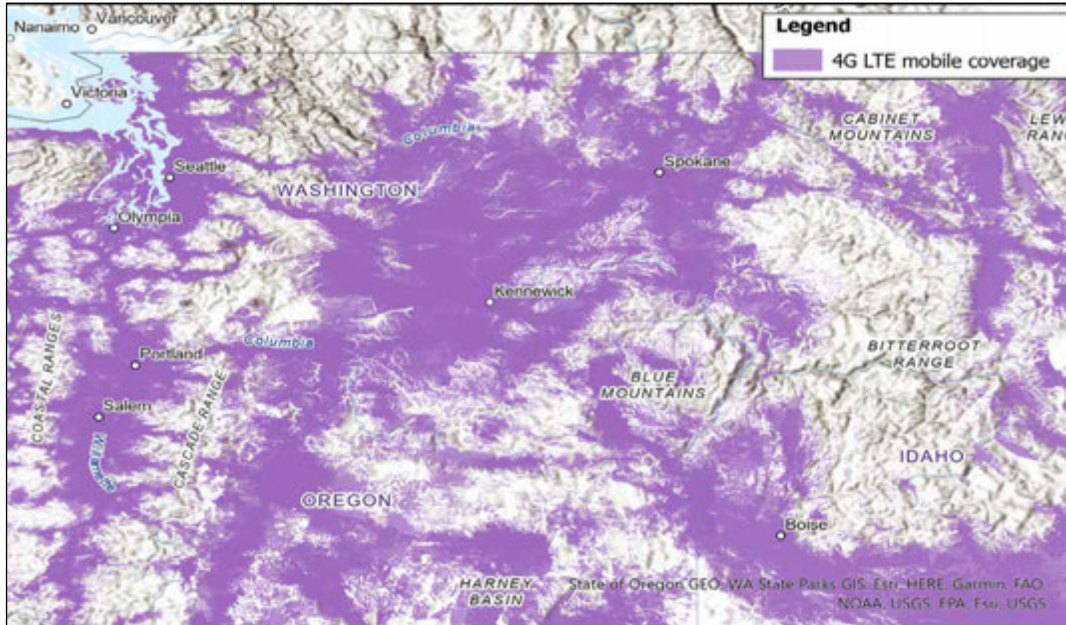 Nanaimo
Vancouver
Legend
4G LTE mobile coverage
Victoria
Columbia
CABINET
MOUNTAINS
Seattle
Spokane
WASHINGTON
Olympia
Kennewick
Columbia
Portland
COASTAL RANGES
BITTERROOT
RANGE
BLUE
MOUNTAINS
Salem
CASCADE RANGE
IDAHO
OREGON
Boise
HARNEY
BASIN
State of Oregon GEO, WA State Parks GIS, Esri, HERE, Garmin, FAO,
NOAA, USGS, EPA, Esri, USGS